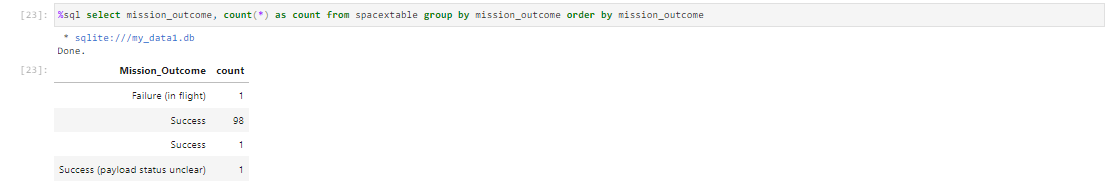 [23]: %sql select mission_outcome, count(*) as count from spacextable group by mission_outcome order by mission_outcome
* sqlite:///my_data1.db
Done.
[23]: Mission_Outcome count
Failure (in flight) 1
Success 98
Success 1
Success (payload status unclear) 1